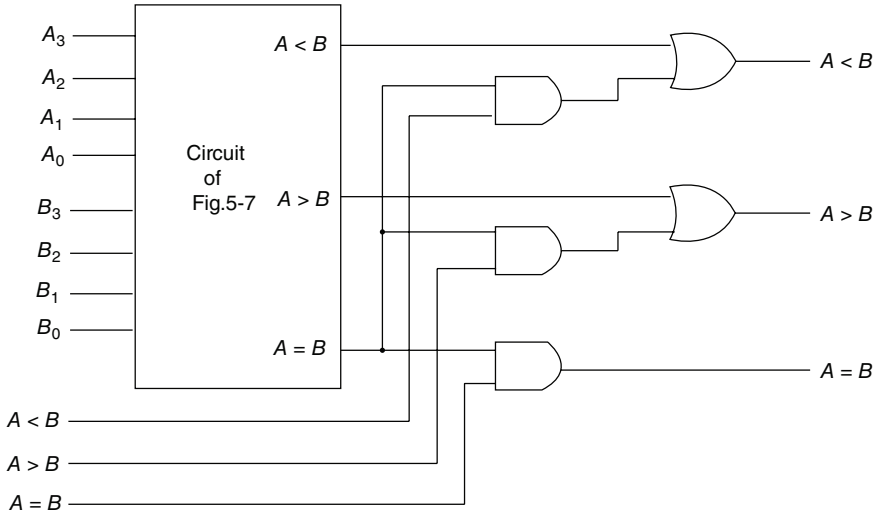 A₃
A₂
A₁
A₀
B₃
B₂
B₁
B₀
Circuit
of
Fig.5-7
A < B
A > B
A = B
A < B
A > B
A = B
A < B
A > B
A = B